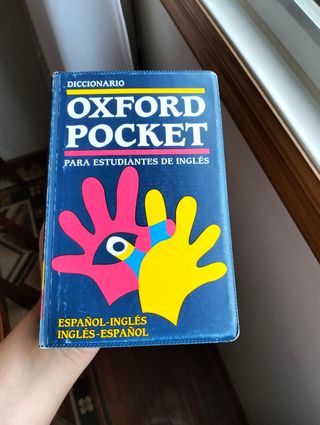 DICCIONARIO
OXFORD
POCKET
PARA ESTUDIANTES DE INGLÉS
ESPAÑOL-INGLÉS
INGLÉS-ESPAÑOL